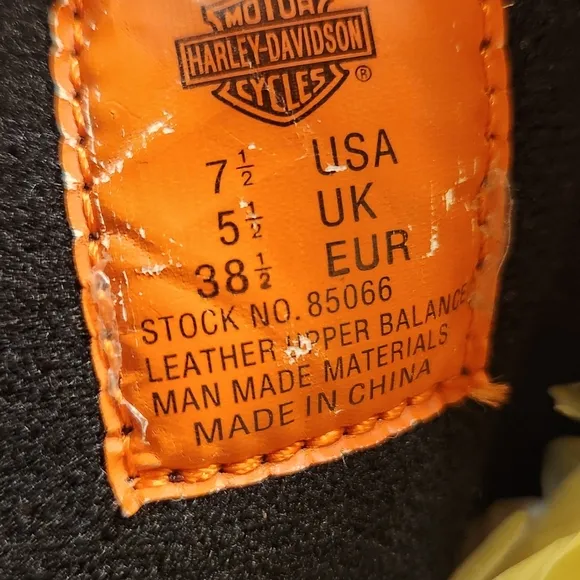 MOTOR
HARLEY-DAVIDSON
CYCLES
®
7 1/2 USA
5 1/2 UK
38 1/2 EUR
STOCK NO. 85066
LEATHER UPPER BALANCE
MAN MADE MATERIALS
MADE IN CHINA